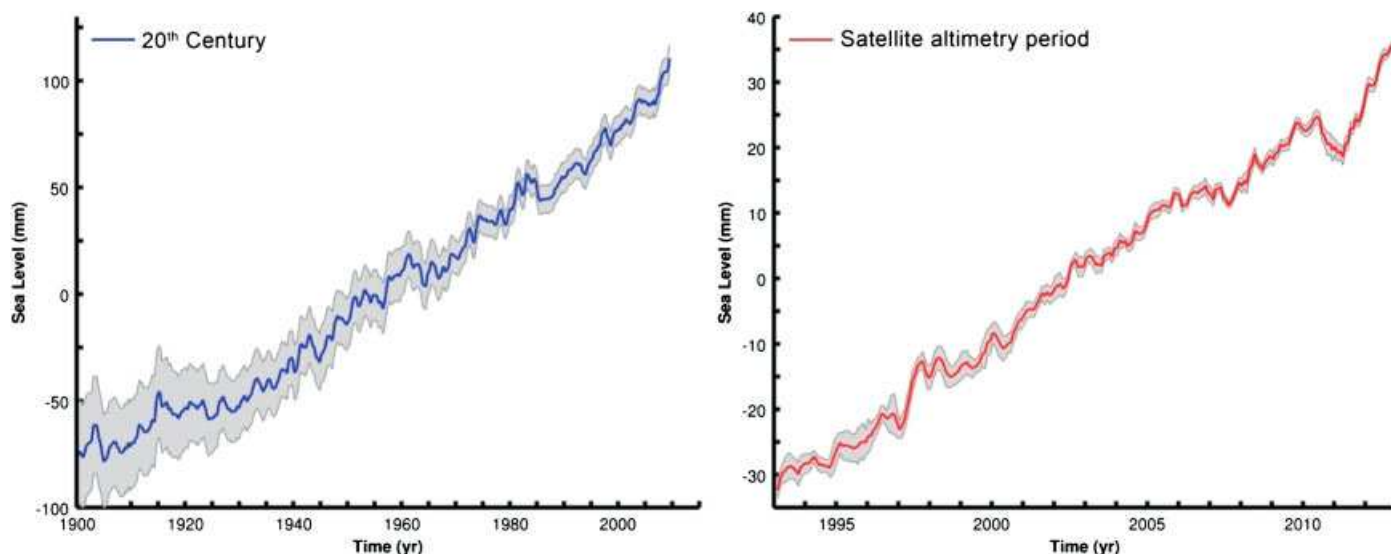 20th Century
100
50
0
-50
-100
Sea Level (mm)
1900 1920 1940 1960 1980 2000
Time (yr)
Satellite altimetry period
40
30
20
10
0
-10
-20
-30
Sea Level (mm)
1995 2000 2005 2010
Time (yr)